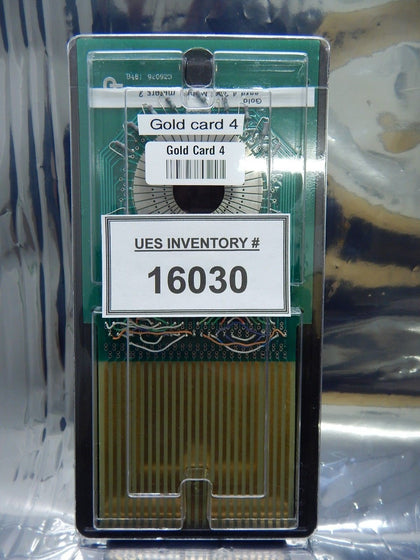 Gold card 4
Gold Card 4
UES INVENTORY #
16030